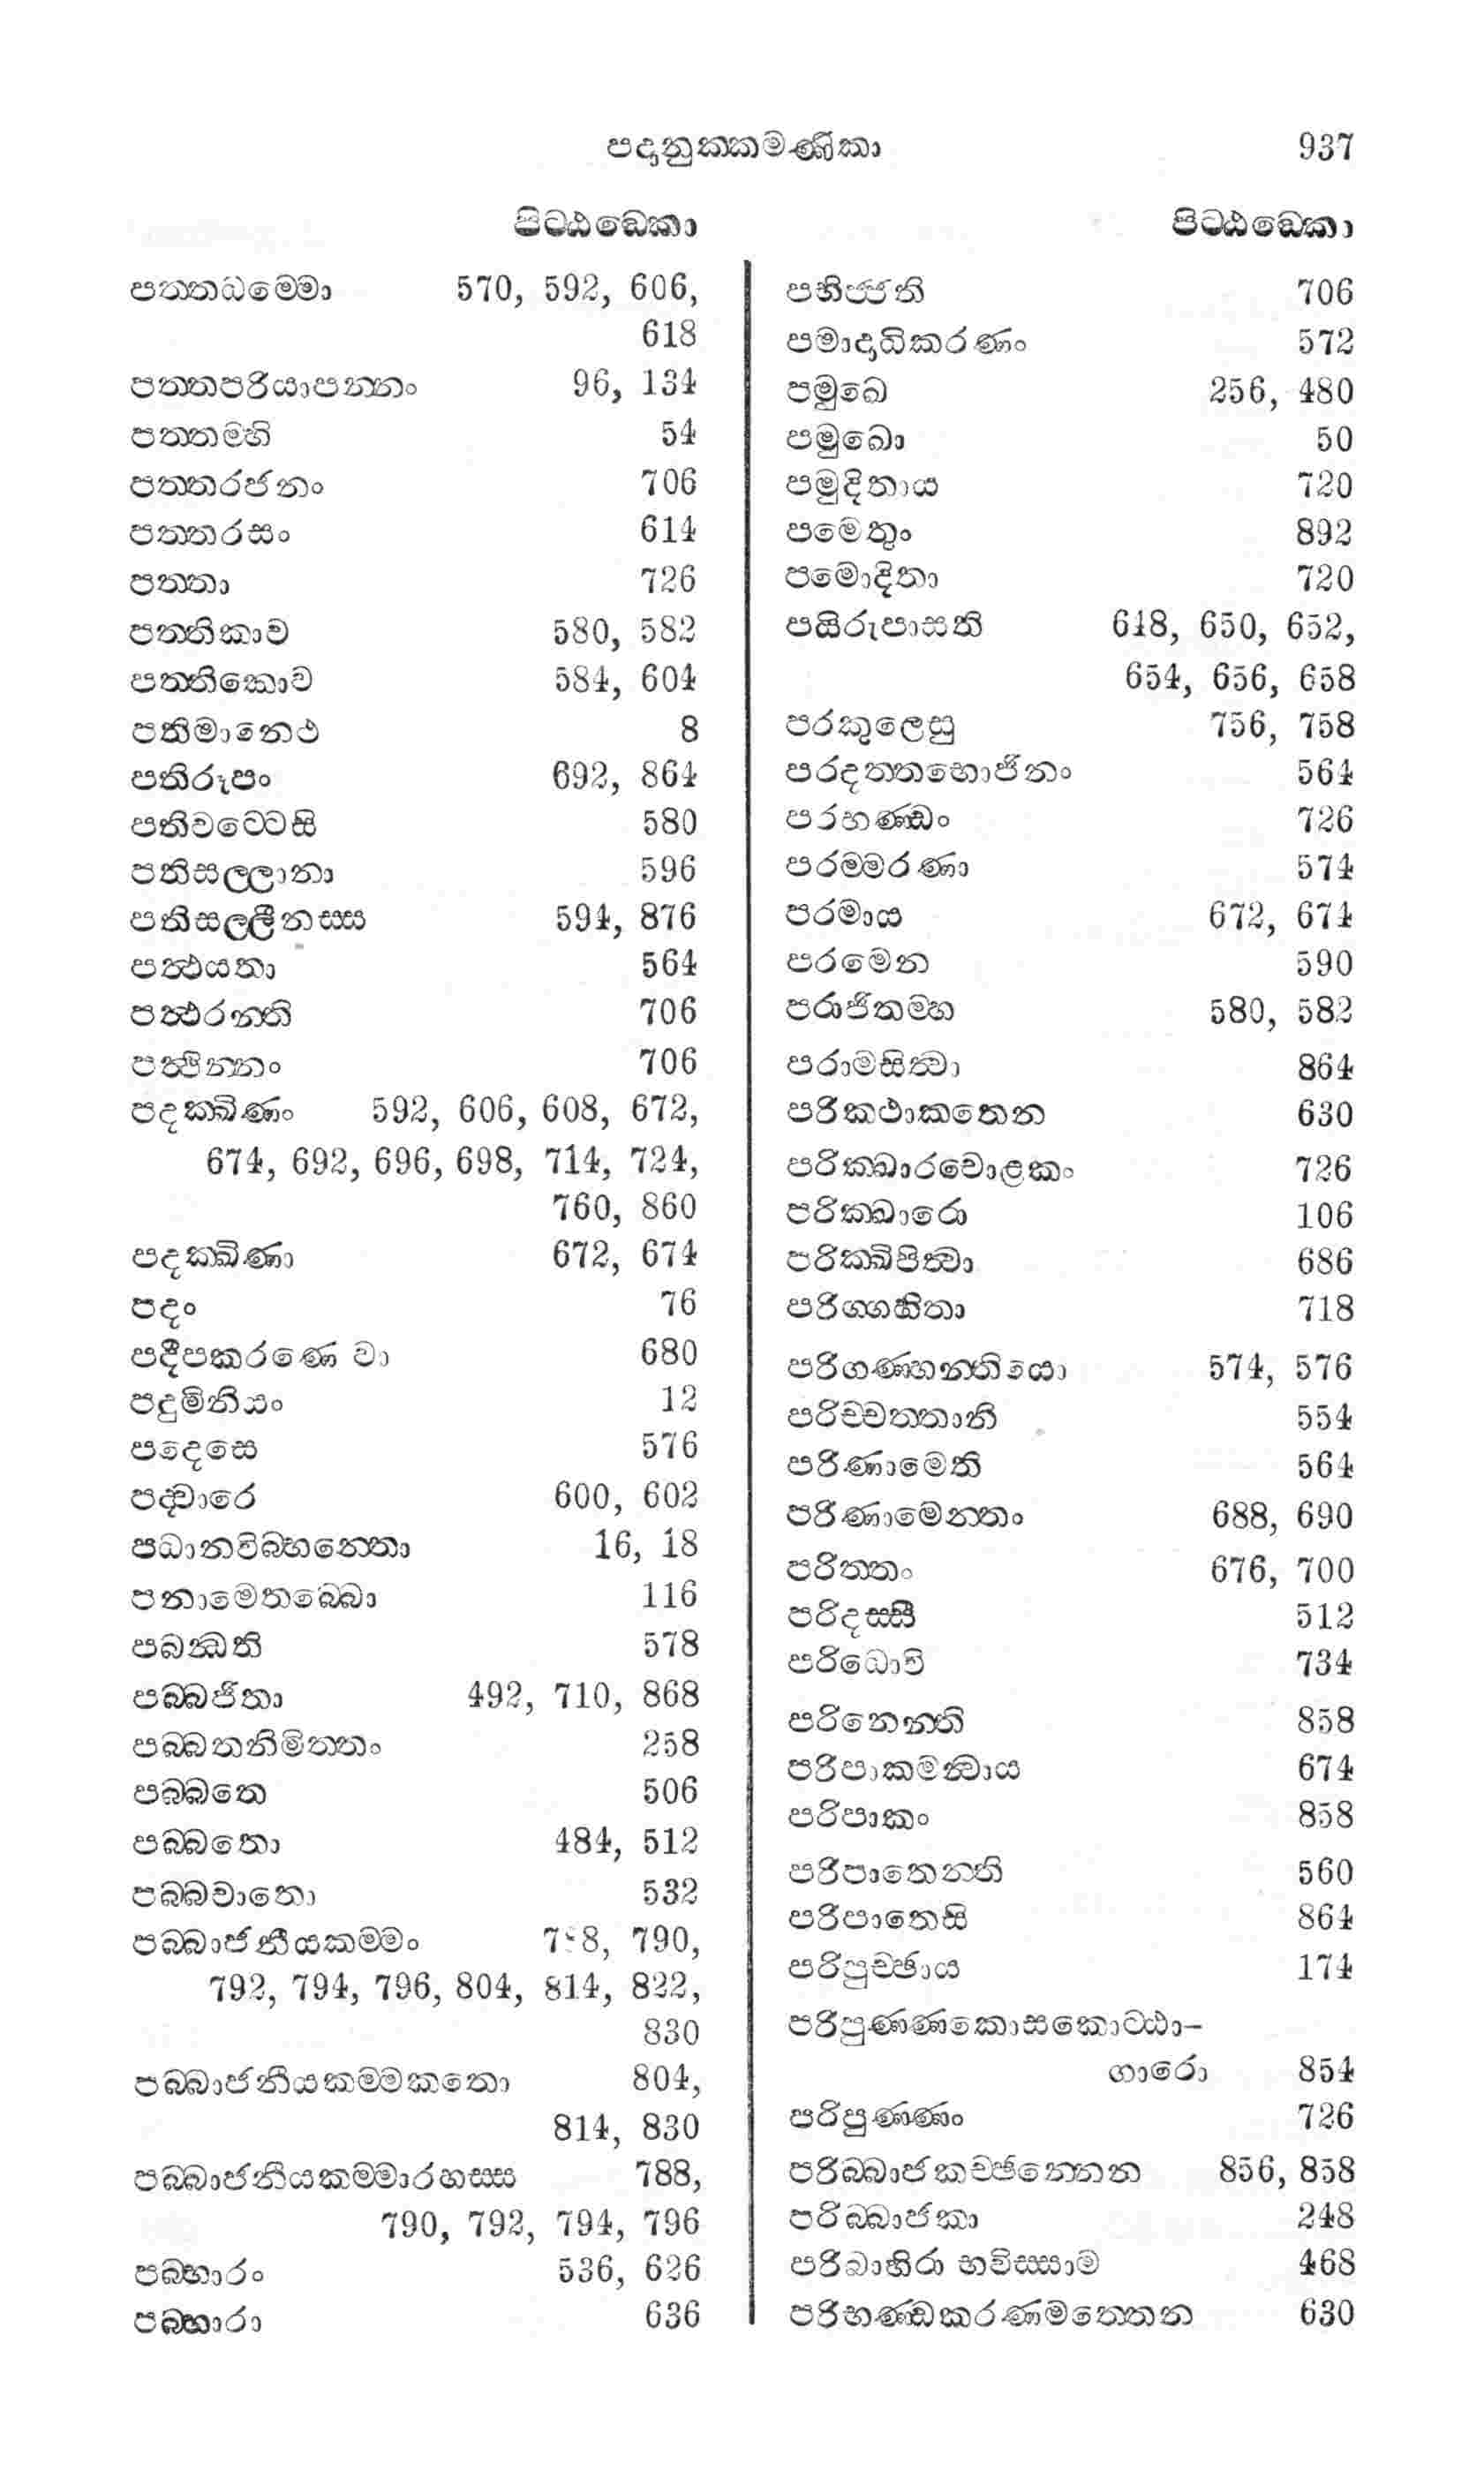 පදානුක්කමණිකා 937
පිට්ඨඞ්කො
පත්තධම්මො 570, 592, 606,
618
පත්තපරියාපන්නං 96, 134
පත්තම්හි 54
පත්තරජනං 706
පත්තරසං 614
පත්තා 726
පත්තිකාව 580, 582
පත්තිකොව 584, 604
පතිමානෙථ 8
පතිරූපං 692, 864
පතිවට්ටෙසි 580
පතිසල්ලානා 596
පතිසල්ලීනස්ස 594, 876
පත්ථයතා 564
පත්ථරන්ති 706
පත්ථින්නං 706
පදක්ඛිණං 592, 606, 608, 672,
674, 692, 696, 698, 714, 724,
760, 860
පදක්ඛිණා 672, 674
පදං 76
පදීපකරණෙ වා 680
පදුමිනියං 12
පදෙසෙ 576
පද්වාරෙ 600, 602
පධානවිබ්භන්තො 16, 18
පනාමෙතබ්බො 116
පබන්ධති 578
පබ්බජිතා 492, 710, 868
පබ්බතනිමිත්තං 258
පබ්බතෙ 506
පබ්බතො 484, 512
පබ්බවාතො 532
පබ්බාජනීයකම්මං 790,
792, 794, 796, 804, 814, 822,
830
පබ්බාජනීයකම්මකතො 804,
814, 830
පබ්බාජනීයකම්මාරහස්ස 788,
790, 792, 794, 796
පබ්භාරං 536, 626
පබ්භාරා 636
පිට්ඨඞ්කො
පභිජ්ජති 706
පමාදාධිකරණං 572
පමුඛෙ 256, 480
පමුඛො 50
පමුදිතාය 720
පමෙතුං 892
පමොදිතා 720
පයිරුපාසති 648, 650, 652,
654, 656, 658
පරකුලෙසු 756, 758
පරදත්තභොජිනං 564
පරභණ්ඩං 726
පරම්මරණා 574
පරමාය 672, 674
පරමෙන 590
පරාජිතම්හ 580, 582
පරාමසිත්වා 864
පරිකථාකතෙන 630
පරික්ඛාරචොළකං 726
පරික්ඛාරො 106
පරික්ඛිපිත්වා 686
පරිග්ගහිතා 718
පරිගණ්හන්තියො 574, 576
පරිච්චත්තානි 554
පරිණාමෙති 564
පරිණාමෙන්තං 688, 690
පරිත්තං 676, 700
පරිදස්සී 512
පරිධොවි 734
පරිනෙන්ති 858
පරිපාකමන්වාය 674
පරිපාකං 858
පරිපාතෙන්ති 560
පරිපාතෙසි 864
පරිපුච්ඡාය 174
පරිපුණ්ණකොසකොට්ඨා-
ගාරො 854
පරිපුණ්ණං 726
පරිබ්බාජකච්ඡන්නෙන 856, 858
පරිබ්බාජකා 248
පරිබාහිරා භවිස්සාම 468
පරිභණ්ඩකරණමත්තෙන 630